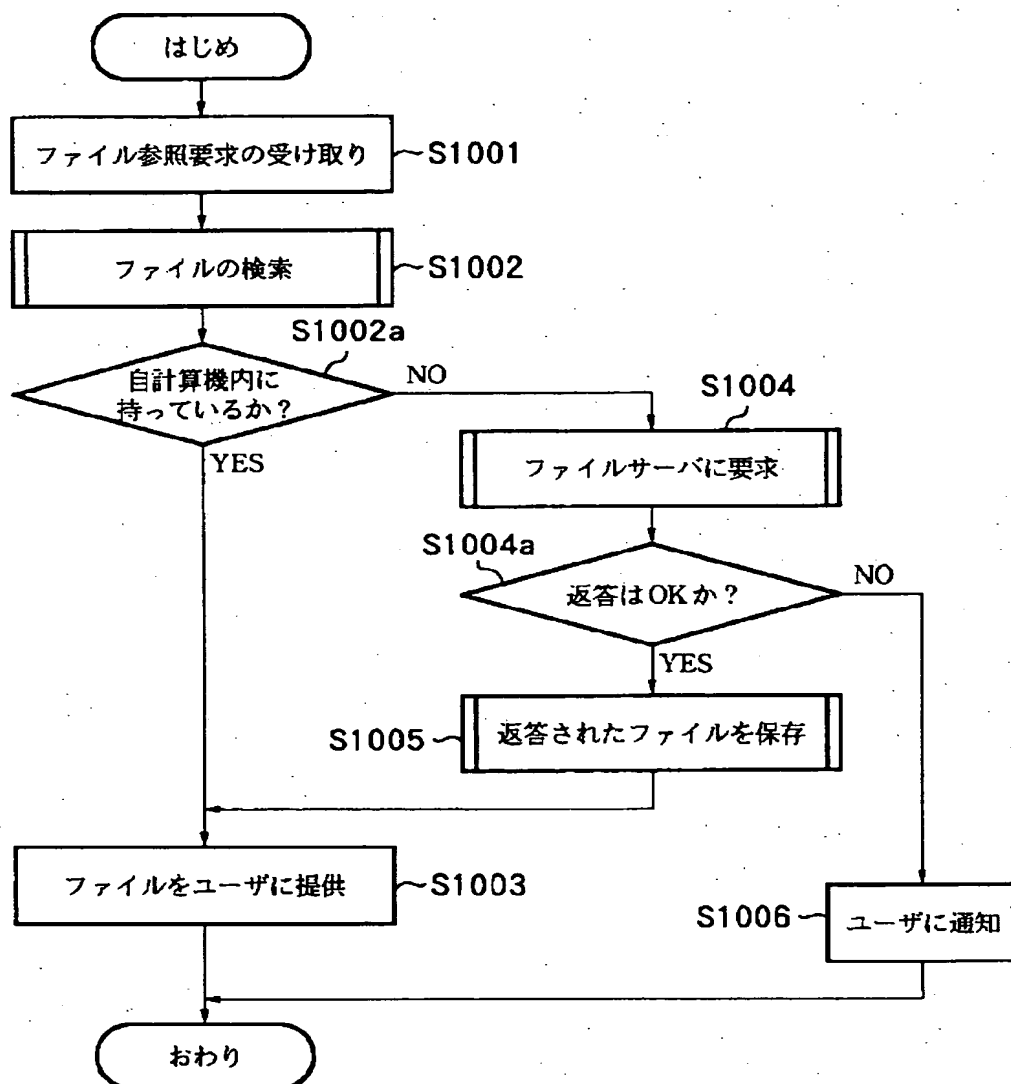 はじめ
ファイル参照要求の受け取り
S1001
ファイルの検索
S1002
S1002a
自計算機内に
持っているか？
NO
YES
S1004
ファイルサーバに要求
S1004a
返答はOKか？
NO
YES
S1005
返答されたファイルを保存
ファイルをユーザに提供
S1003
S1006
ユーザに通知
おわり